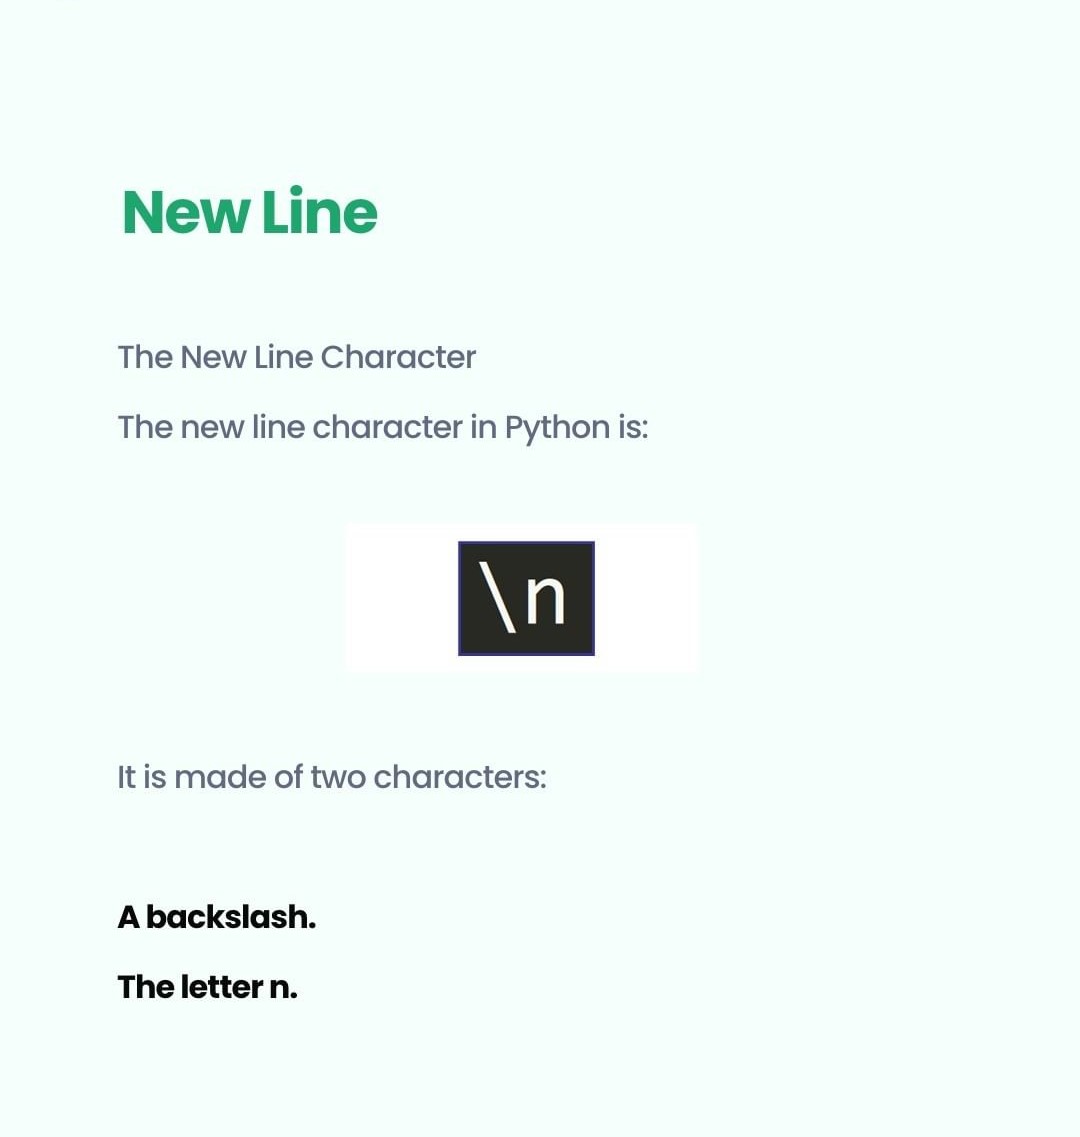 New Line
The New Line Character
The new line character in Python is:
\n
It is made of two characters:
A backslash.
The letter n.